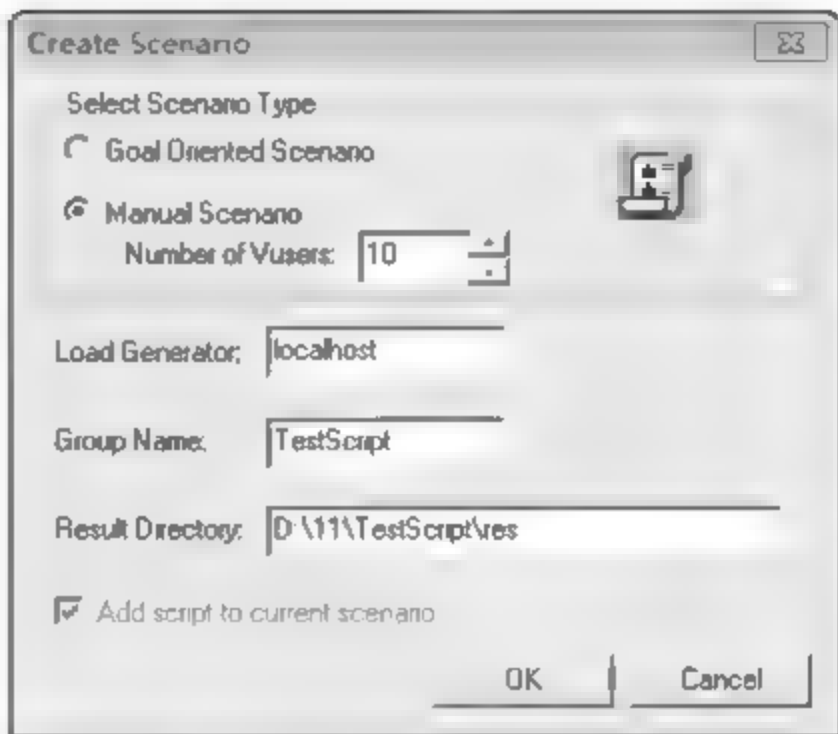 Create Scenario
Select Scenario Type
Goal Oriented Scenario
Manual Scenario
Number of Vusers: 10
Load Generator: localhost
Group Name: TestScript
Result Directory: D:\11\TestScript\res
Add script to current scenario
OK Cancel